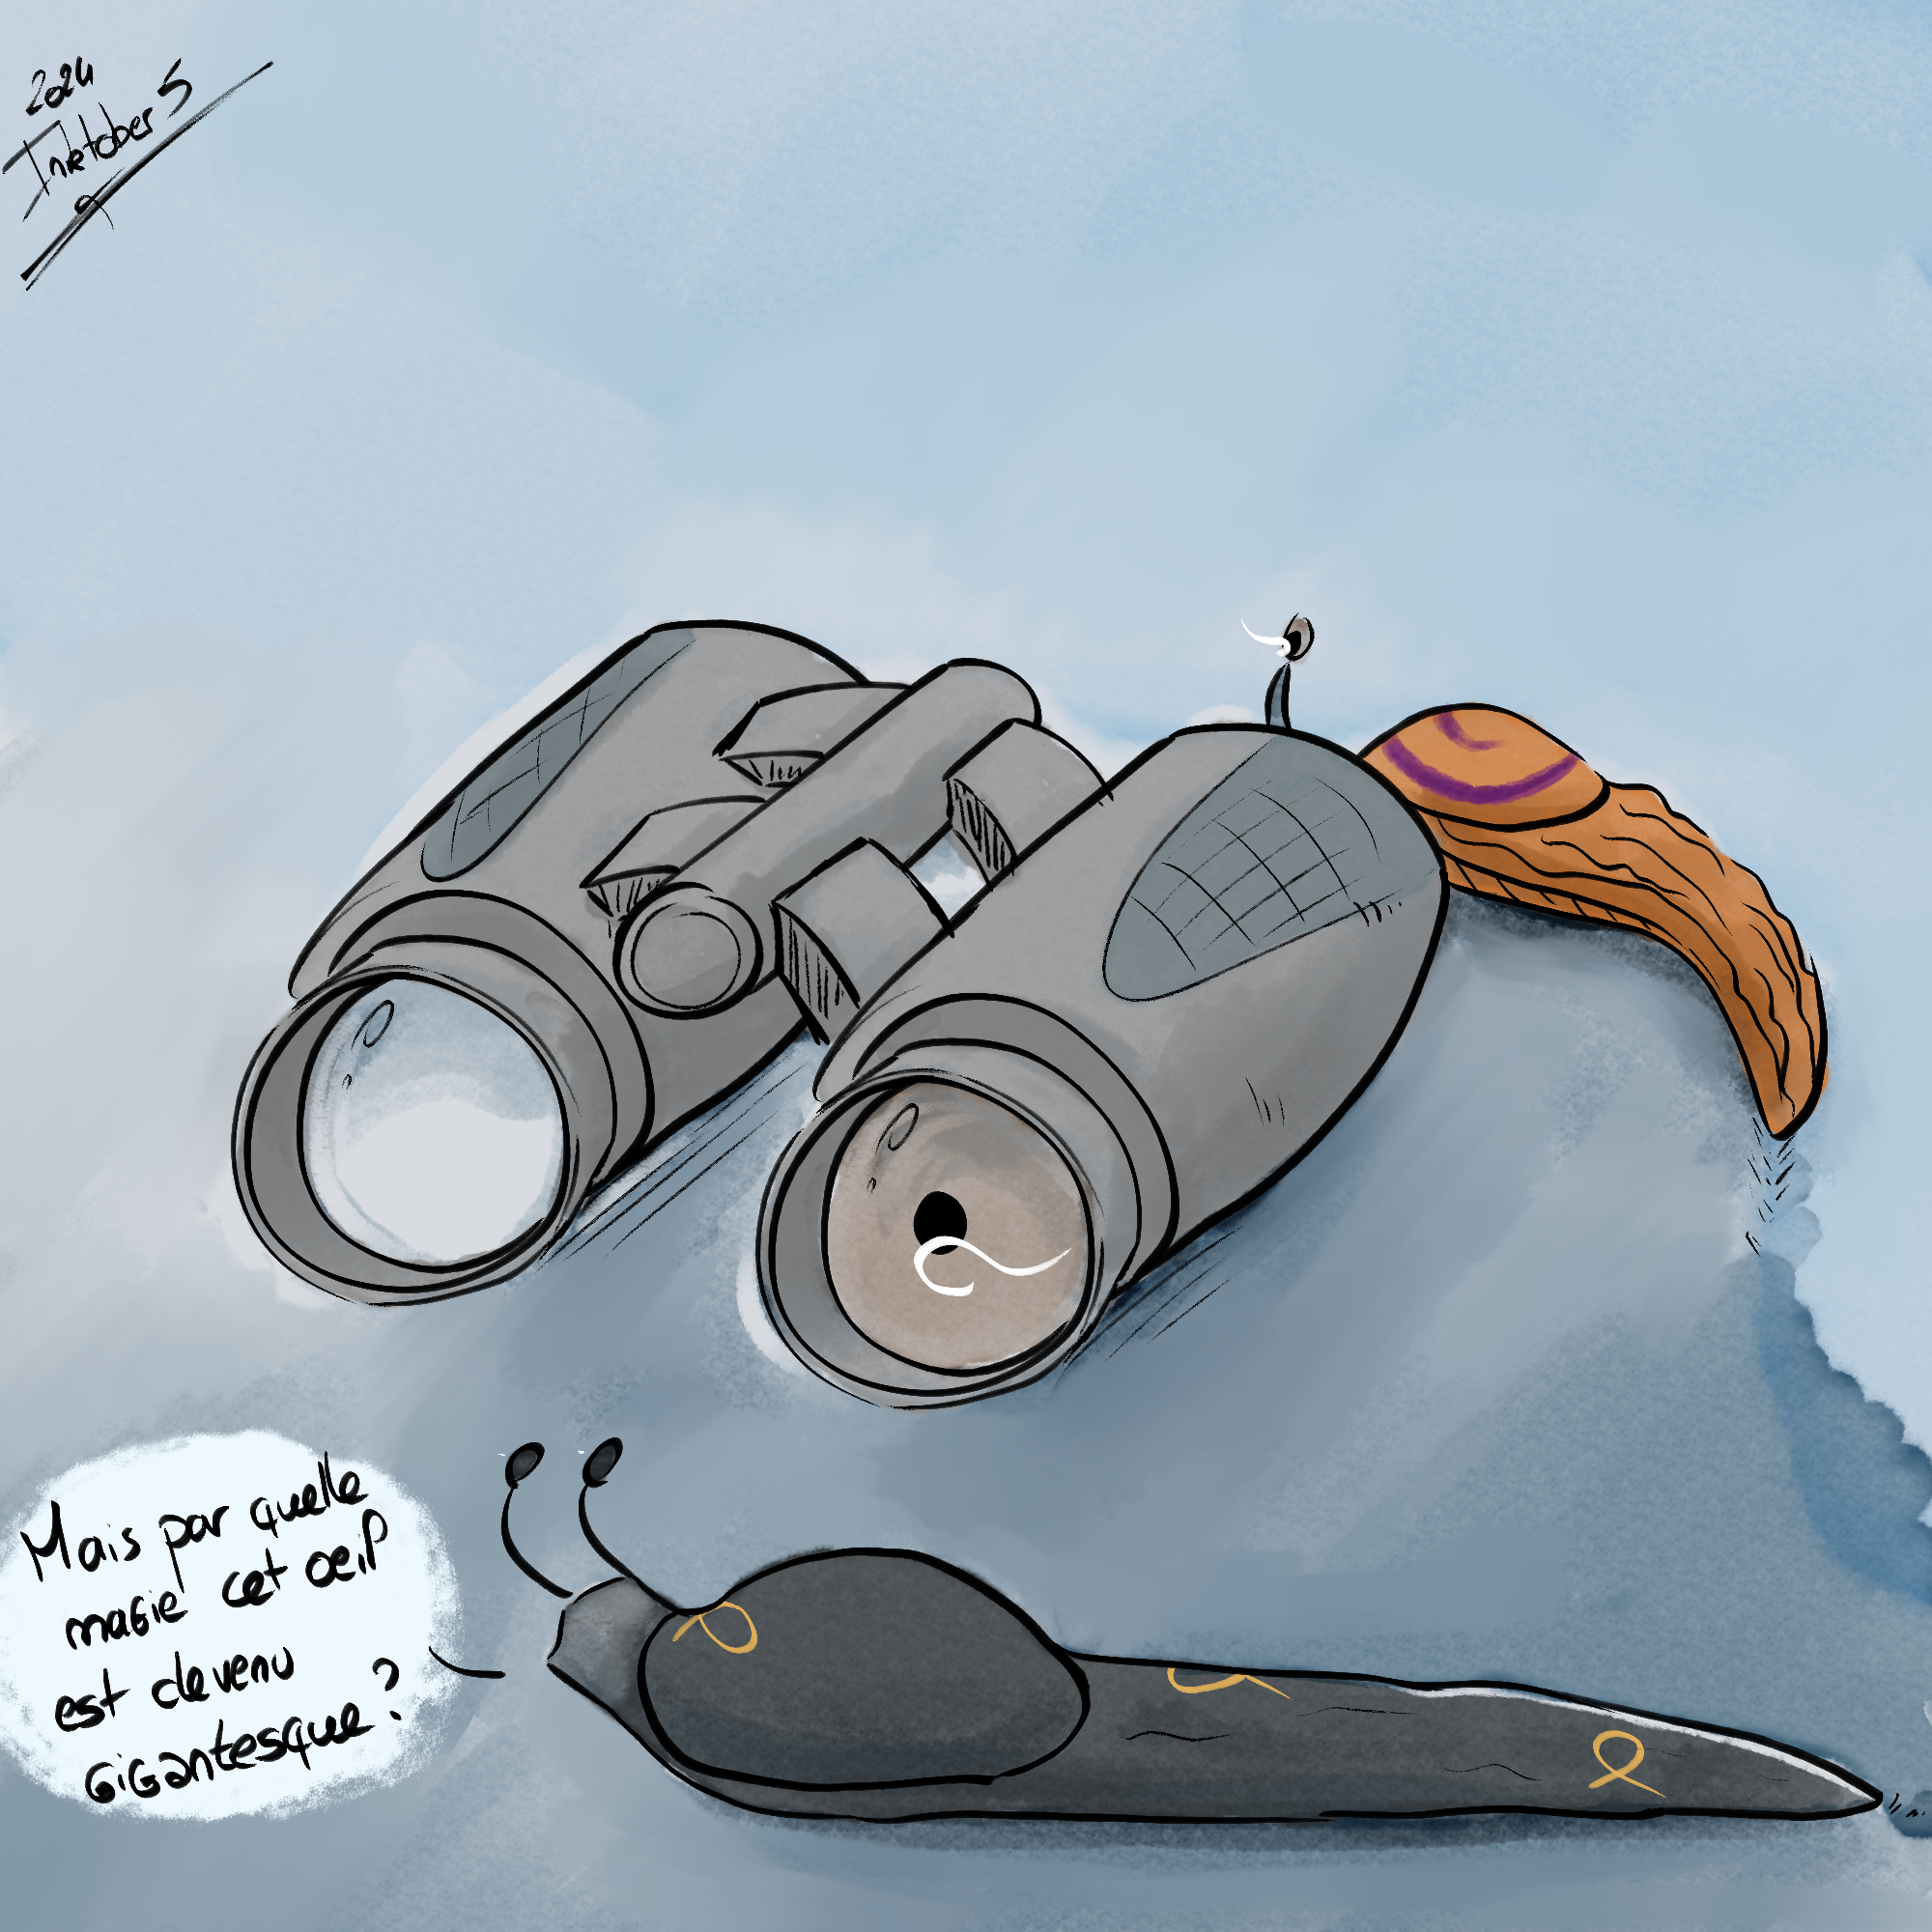 2024
Inktober 5
Mais par quelle
magie cet oeil
est devenu
gigantesque ?